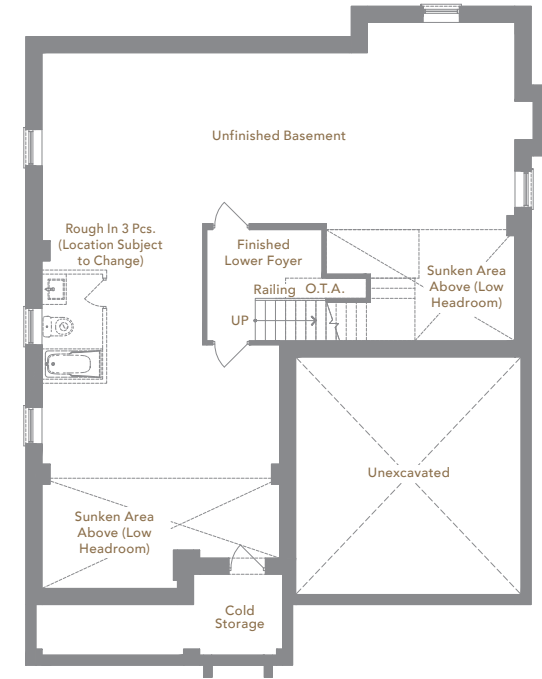 Unfinished Basement
Rough In 3 Pcs.
(Location Subject
to Change)
Finished
Lower Foyer
Railing O.T.A.
UP
Sunken Area
Above (Low
Headroom)
Unexcavated
Sunken Area
Above (Low
Headroom)
Cold
Storage